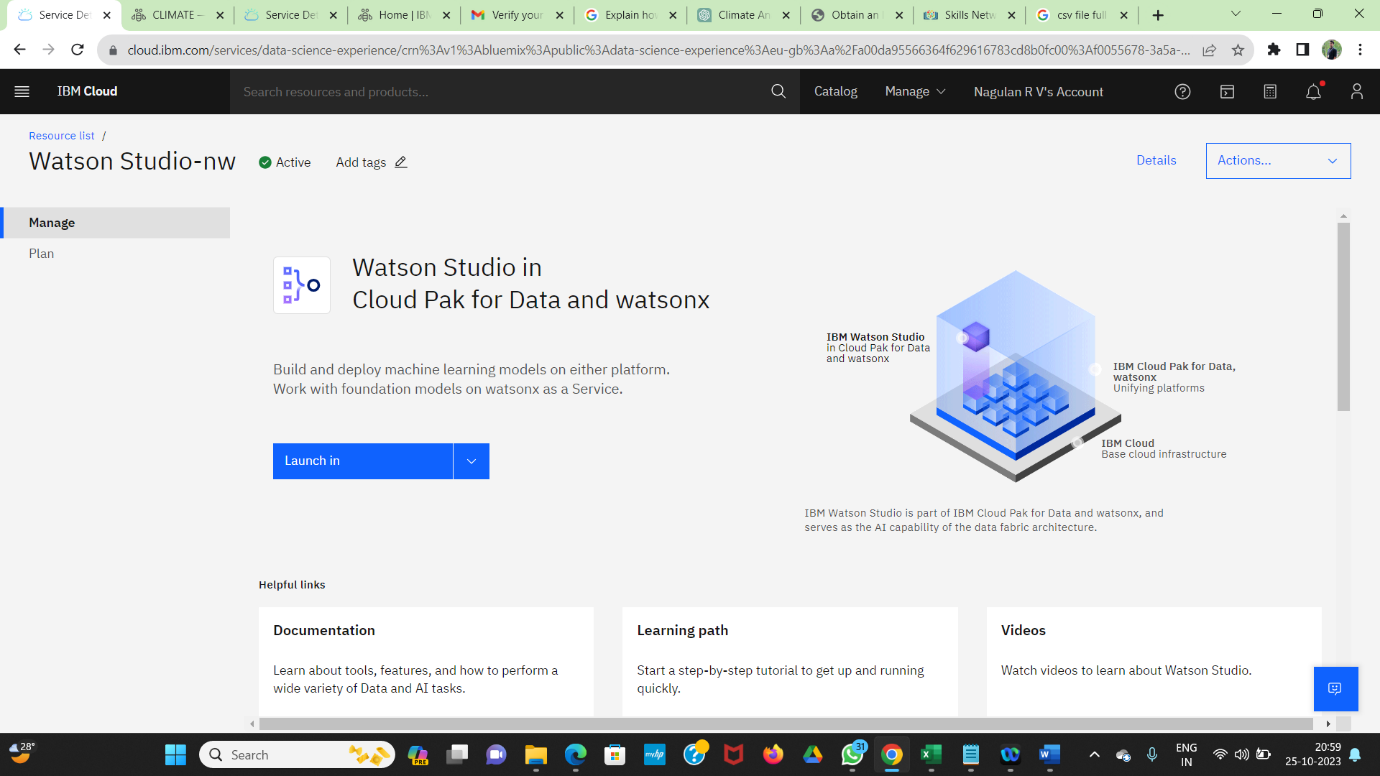 Service De
CLIMATE –
Service De
Home | IBM
Verify your
Explain ho
Climate An
Obtain an
Skills Netw
csv file full
cloud.ibm.com/services/data-science-experience/crn%3Av1%3Abluemix%3Apublic%3Adata-science-experience%3Aeu-gb%3Aa%2Fa00da95566364f629616783cd8b0fc00%3Af0055678-3a5a-...
IBM Cloud
Search resources and products...
Catalog
Manage
Nagulan R V's Account
Resource list /
Watson Studio-nw
Active
Add tags
Details
Actions...
Manage
Plan
Watson Studio in
Cloud Pak for Data and watsonx
Build and deploy machine learning models on either platform.
Work with foundation models on watsonx as a Service.
Launch in
IBM Watson Studio
in Cloud Pak for Data
and watsonx
IBM Cloud Pak for Data,
watsonx
Unifying platforms
IBM Cloud
Base cloud infrastructure
IBM Watson Studio is part of IBM Cloud Pak for Data and watsonx, and
serves as the AI capability of the data fabric architecture.
Helpful links
Documentation
Learn about tools, features, and how to perform a
wide variety of Data and AI tasks.
Learning path
Start a step-by-step tutorial to get up and running
quickly.
Videos
Watch videos to learn about Watson Studio.
28°
Search
PRE
31
ENG
IN
20:59
25-10-2023